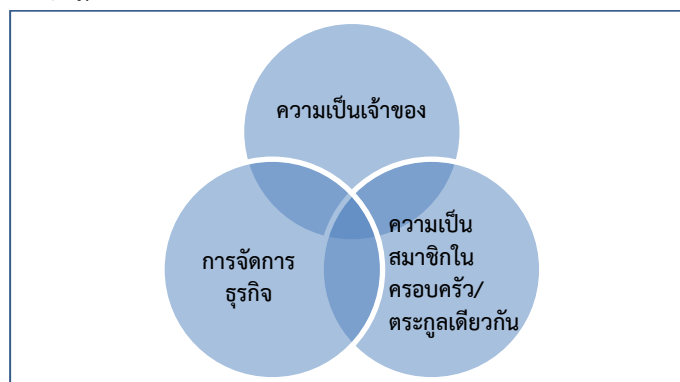 ความเป็นเจ้าของ
การจัดการ
ธุรกิจ
ความเป็น
สมาชิกใน
ครอบครัว/
ตระกูลเดียวกัน